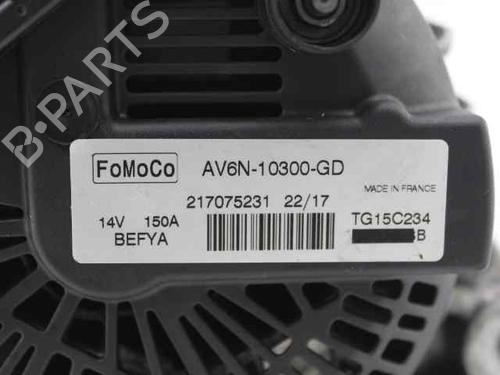 B-PARTS
FoMoCo AV6N-10300-GD
217075231 22/17 MADE IN FRANCE
14V 150A TG15C234
BEFYA B